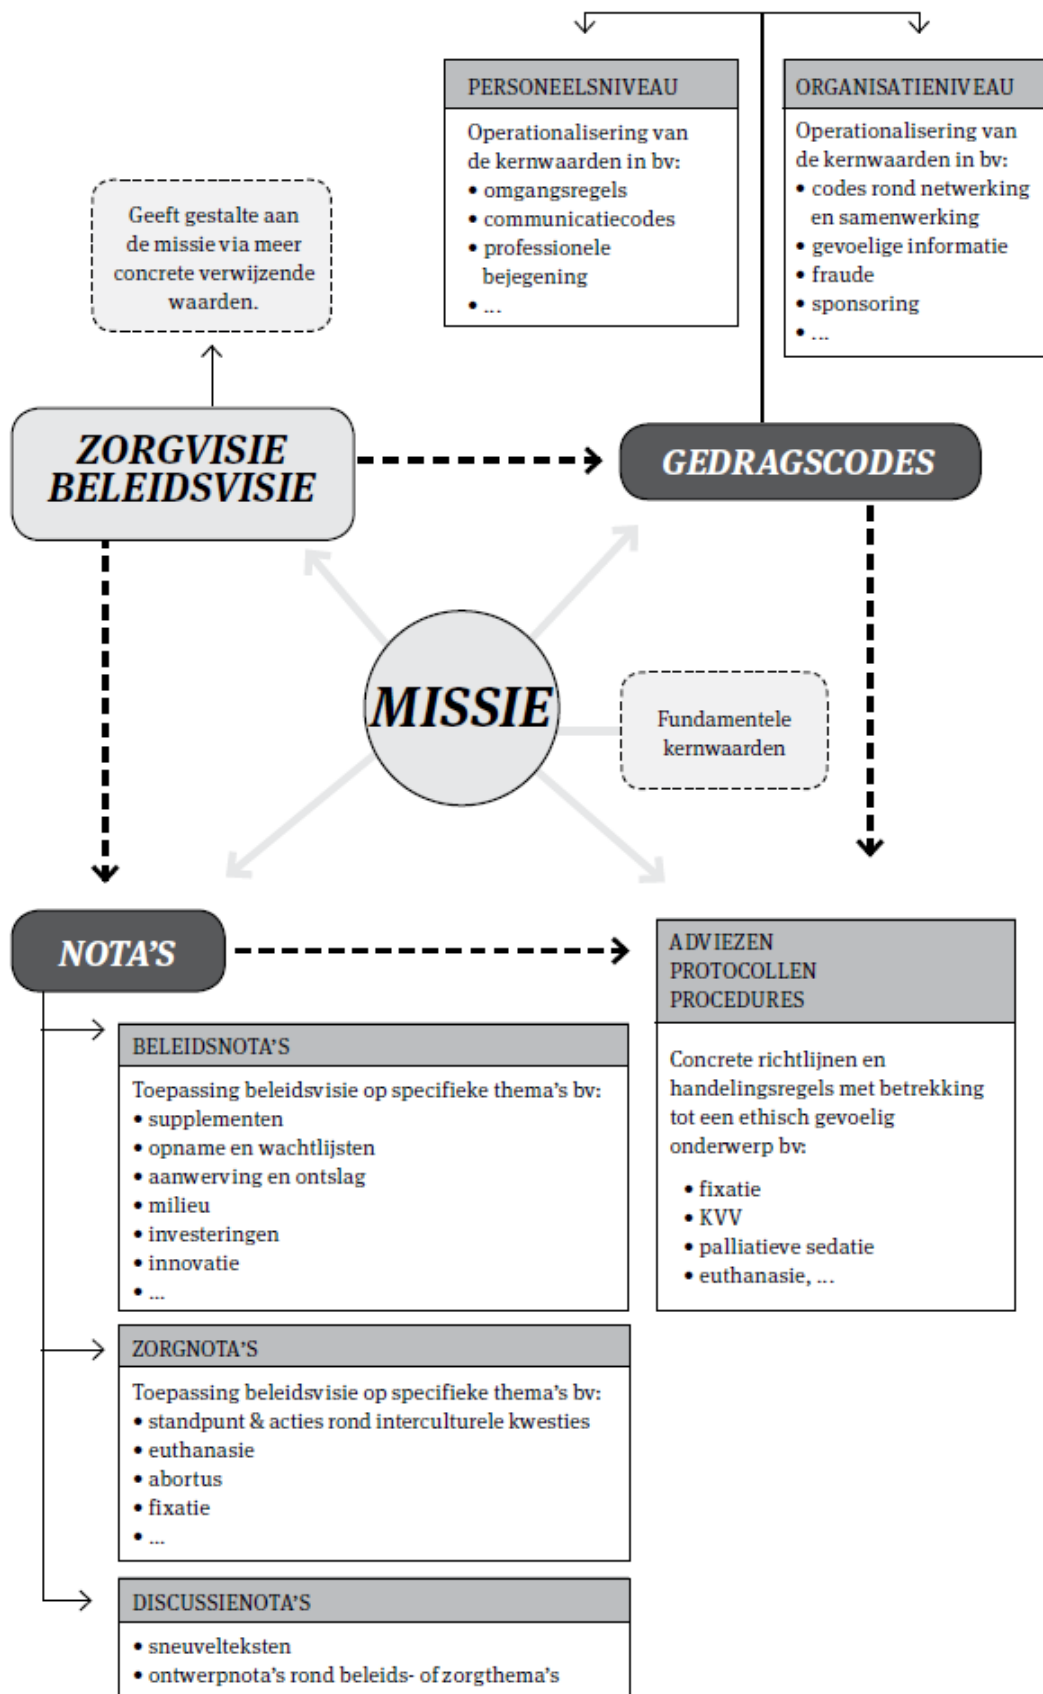 PERSONEELSNIVEAU
Operationalisering van
de kernwaarden in bv:
• omgangsregels
• communicatiecodes
• professionele
bejegening
• ...
ORGANISATIENIVEAU
Operationalisering van
de kernwaarden in bv:
• codes rond netwerking
en samenwerking
• gevoelige informatie
• fraude
• sponsoring
• ...
Geeft gestalte aan
de missie via meer
concrete verwijzende
waarden.
ZORGVISIE
BELEIDSVISIE
GEDRAGSCODES
MISSIE
Fundamentele
kernwaarden
NOTA'S
ADVIEZEN
PROTOCOLLEN
PROCEDURES
Concrete richtlijnen en
handelingsregels met betrekking
tot een ethisch gevoelig
onderwerp bv:
• fixatie
• KVV
• palliatieve sedatie
• euthanasie, ...
BELEIDSNOTA'S
Toepassing beleidsvisie op specifieke thema's bv:
• supplementen
• opname en wachtlijsten
• aanwerving en ontslag
• milieu
• investeringen
• innovatie
• ...
ZORGNOTA'S
Toepassing beleidsvisie op specifieke thema's bv:
• standpunt & acties rond interculturele kwesties
• euthanasie
• abortus
• fixatie
• ...
DISCUSSIENOTA'S
• sneuvelteksten
• ontwerpnota's rond beleids- of zorgthema's